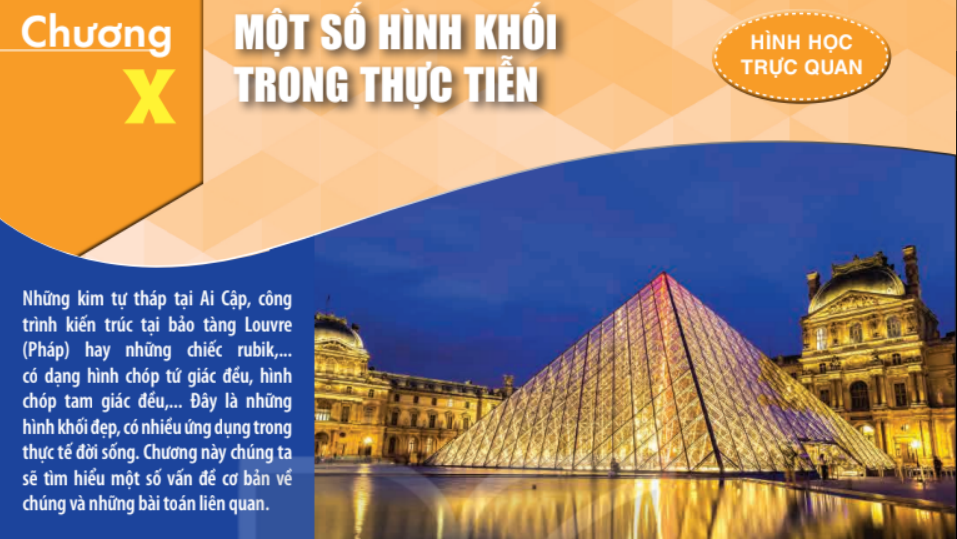 Chương
X
MỘT SỐ HÌNH KHỐI
TRONG THỰC TIỄN
HÌNH HỌC
TRỰC QUAN
Những kim tự tháp tại Ai Cập, công
trình kiến trúc tại bảo tàng Louvre
(Pháp) hay những chiếc rubik,...
có dạng hình chóp tứ giác đều, hình
chóp tam giác đều,... Đây là những
hình khối đẹp, có nhiều ứng dụng trong
thực tế đời sống. Chương này chúng ta
sẽ tìm hiểu một số vấn đề cơ bản về
chúng và những bài toán liên quan.